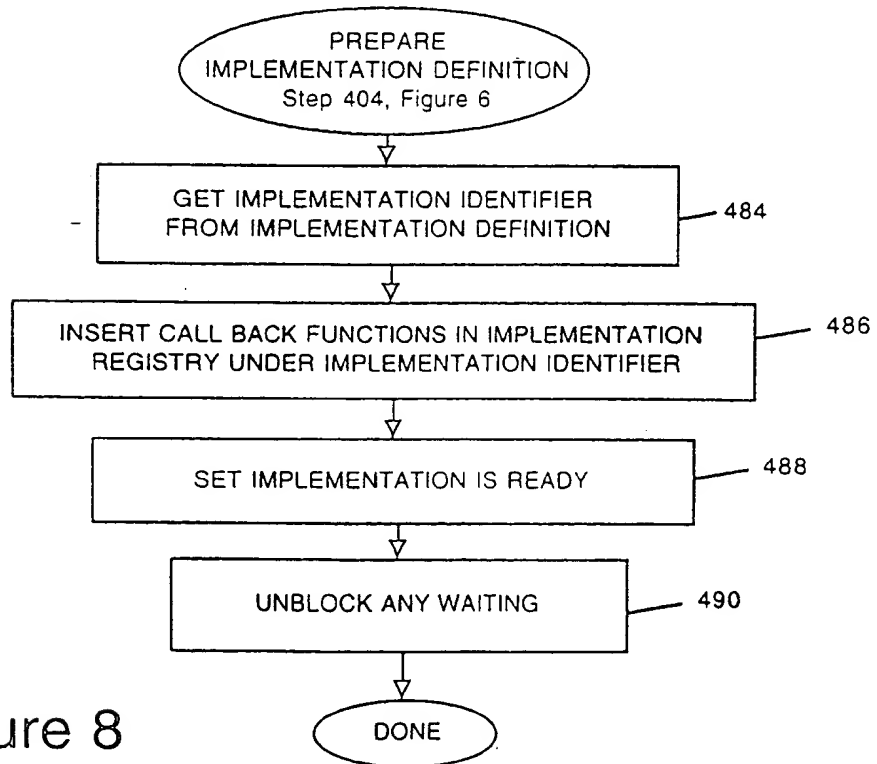 PREPARE
IMPLEMENTATION DEFINITION
Step 404, Figure 6
GET IMPLEMENTATION IDENTIFIER
FROM IMPLEMENTATION DEFINITION
484
INSERT CALL BACK FUNCTIONS IN IMPLEMENTATION
REGISTRY UNDER IMPLEMENTATION IDENTIFIER
486
SET IMPLEMENTATION IS READY
488
UNBLOCK ANY WAITING
490
DONE
ure 8